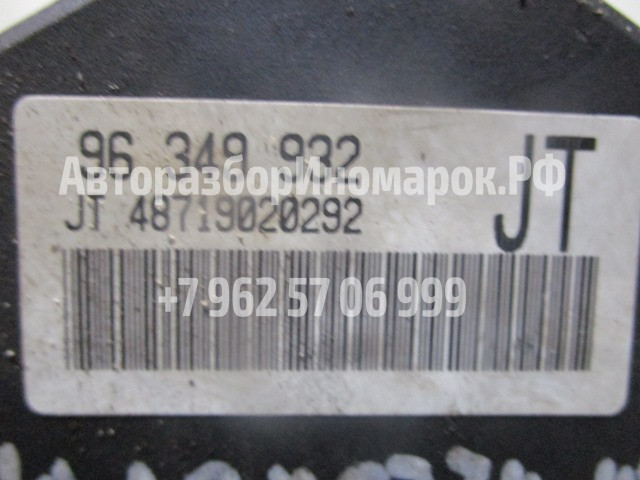 96 349 932
АвторазборИномарок.РФ
JT 48719020292
JT
+7 962 57 06 999